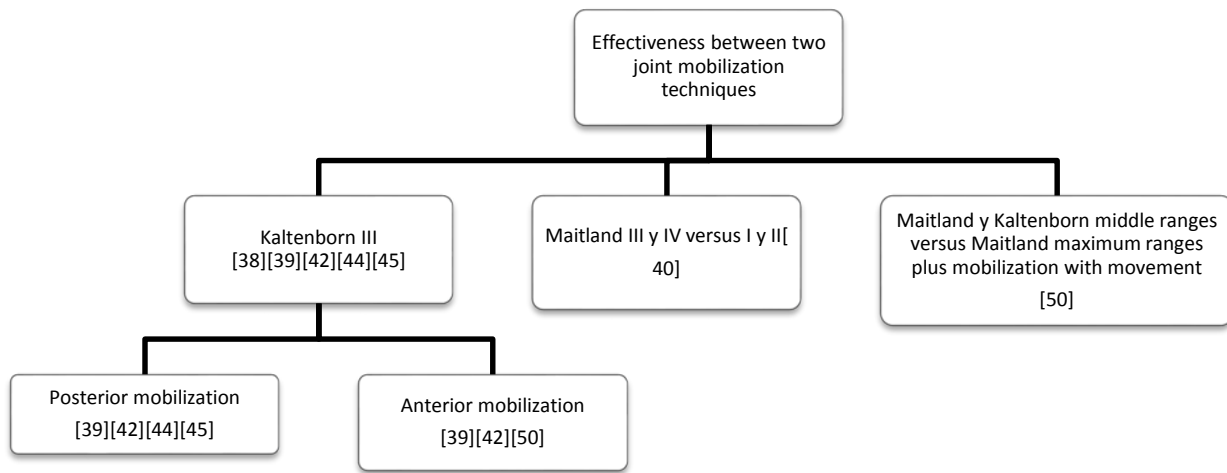 Effectiveness between two
joint mobilization
techniques
Kaltenborn III
[38][39][42][44][45]
Maitland III y IV versus I y II[
40]
Maitland y Kaltenborn middle ranges
versus Maitland maximum ranges
plus mobilization with movement
[50]
Posterior mobilization
[39][42][44][45]
Anterior mobilization
[39][42][50]